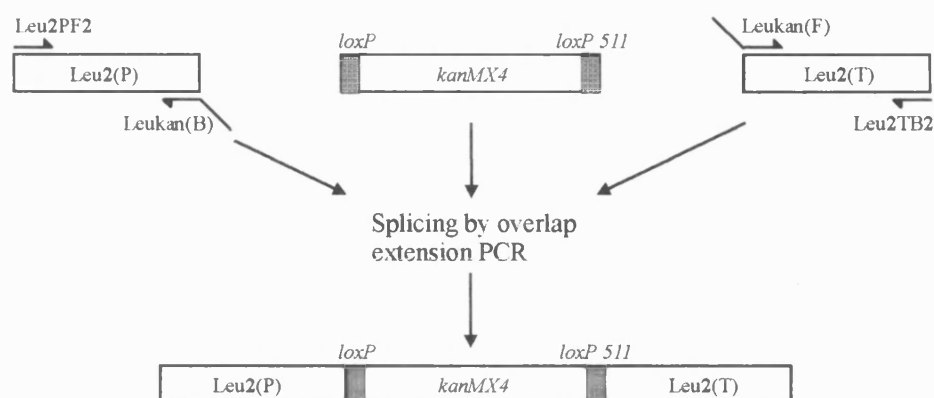 Leu2PF2
Leu2(P)
Leukan(B)
loxP
loxP 511
kanMX4
Leukan(F)
Leu2(T)
Leu2TB2
Splicing by overlap
extension PCR
loxP
loxP 511
Leu2(P)
kanMX4
Leu2(T)